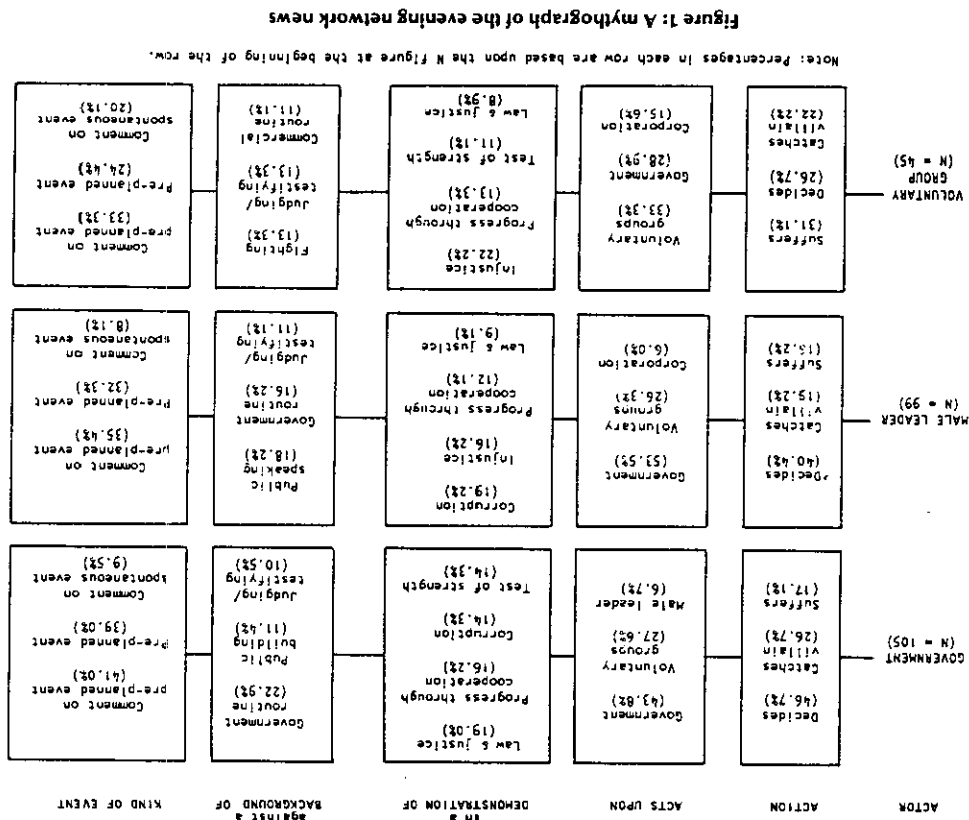 ACTOR
ACTION
ACTS UPON
in a
DEMONSTRATION OF
against a
BACKGROUND OF
KIND OF EVENT
GOVERNMENT
(N = 105)
Decides
(46.7%)
Catches
villain
(26.7%)
Suffers
(17.1%)
Government
(43.8%)
Voluntary
groups
(27.6%)
Male leader
(6.7%)
Law & justice
(19.0%)
Progress through
cooperation
(16.2%)
Corruption
(14.3%)
Test of strength
(14.3%)
Government
routine
(22.9%)
Public
building
(11.4%)
Judging/
testifying
(10.5%)
Comment on
pre-planned event
(41.0%)
Pre-planned event
(39.0%)
Comment on
spontaneous event
(9.5%)
MALE LEADER
(N = 99)
Decides
(40.4%)
Catches
villain
(15.2%)
Suffers
(15.2%)
Government
(53.5%)
Voluntary
groups
(26.3%)
Corporation
(6.0%)
Corruption
(19.2%)
Injustice
(16.2%)
Progress through
cooperation
(12.1%)
Law & justice
(9.1%)
Public
speaking
(18.2%)
Government
routine
(16.2%)
Judging/
testifying
(11.1%)
Comment on
pre-planned event
(35.4%)
Pre-planned event
(32.3%)
Comment on
spontaneous event
(8.1%)
VOLUNTARY
GROUP
(N = 45)
Suffers
(31.1%)
Decides
(26.7%)
Catches
villain
(22.2%)
Voluntary
groups
(33.3%)
Government
(28.9%)
Corporation
(15.6%)
Injustice
(22.2%)
Progress through
cooperation
(13.3%)
Test of strength
(11.1%)
Law & justice
(8.9%)
Fighting
(13.3%)
Judging/
testifying
(13.3%)
Commercial
routine
(11.1%)
Comment on
pre-planned event
(33.3%)
Pre-planned event
(24.4%)
Comment on
spontaneous event
(20.1%)
Note: Percentages in each row are based upon the N figure at the beginning of the row.
Figure 1: A mythograph of the evening network news